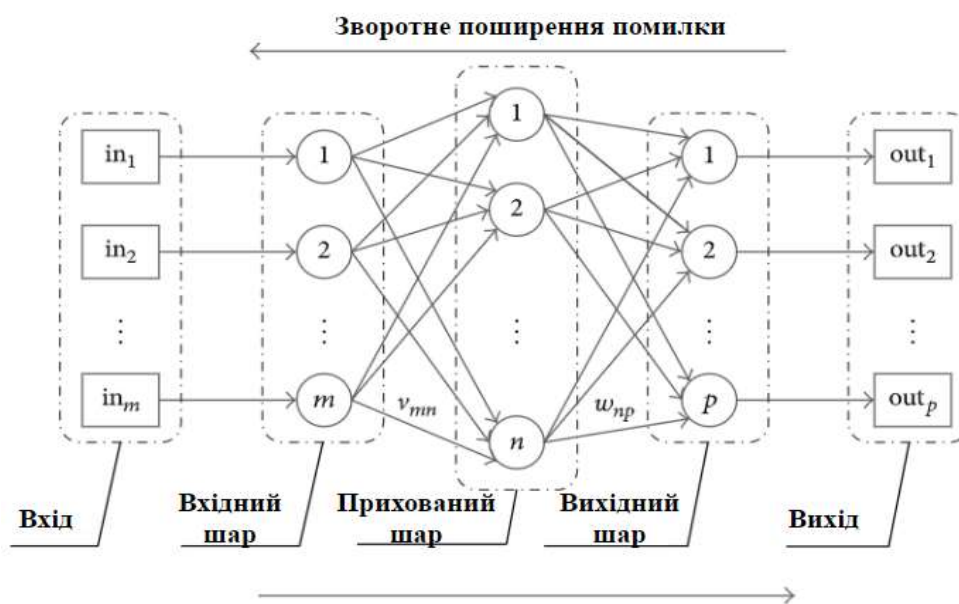 Зворотне поширення помилки
in₁
in₂
⋮
inₘ
1
2
⋮
m
vₘₙ
1
2
⋮
n
wₙₚ
1
2
⋮
p
out₁
out₂
⋮
outₚ
Вхід
Вхідний
шар
Прихований
шар
Вихідний
шар
Вихід